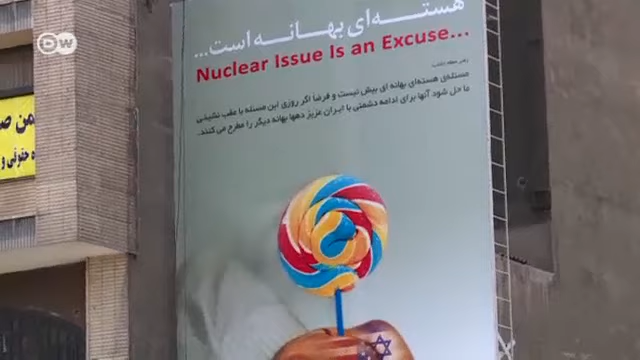 DW
هسته‌ای بهانه است...
Nuclear Issue Is an Excuse...
مسئله‌ی هسته‌ای بهانه ای بیش نیست و فرضاً اگر روزی این مسئله با عقب نشینی
ما حل شود آنها برای ادامه دشمنی با ایران عزیز دهها بهانه دیگر را مطرح می کنند.